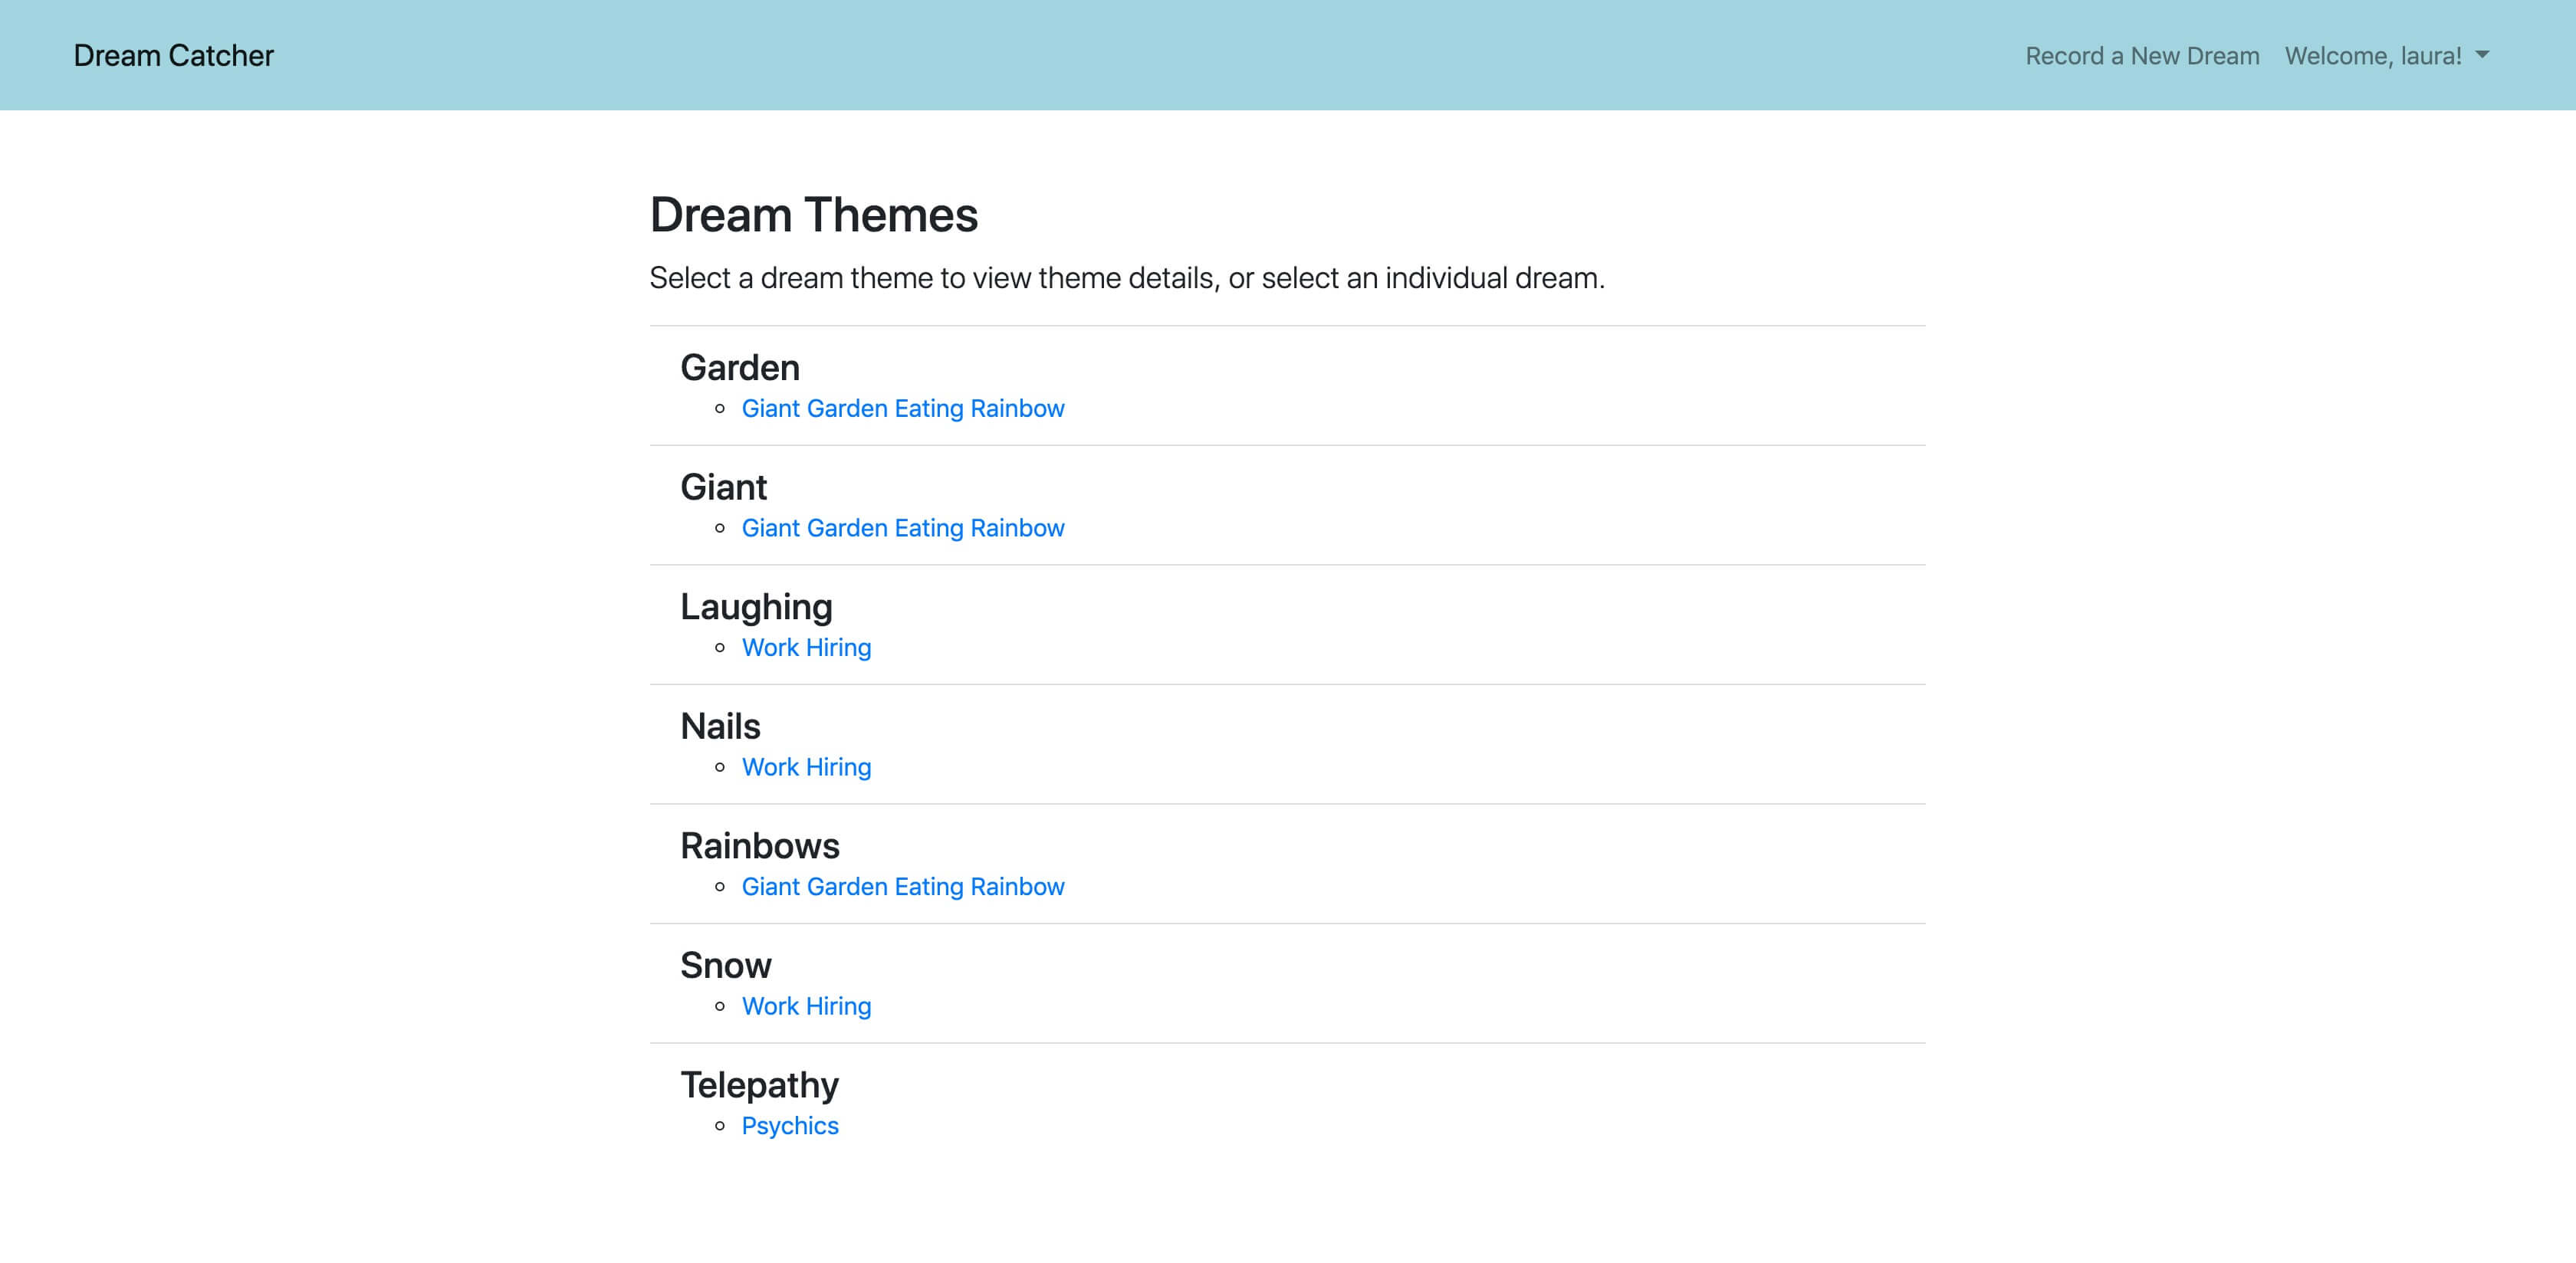 Dream Catcher
Record a New Dream
Welcome, laura!
Dream Themes
Select a dream theme to view theme details, or select an individual dream.
Garden
Giant Garden Eating Rainbow
Giant
Giant Garden Eating Rainbow
Laughing
Work Hiring
Nails
Work Hiring
Rainbows
Giant Garden Eating Rainbow
Snow
Work Hiring
Telepathy
Psychics